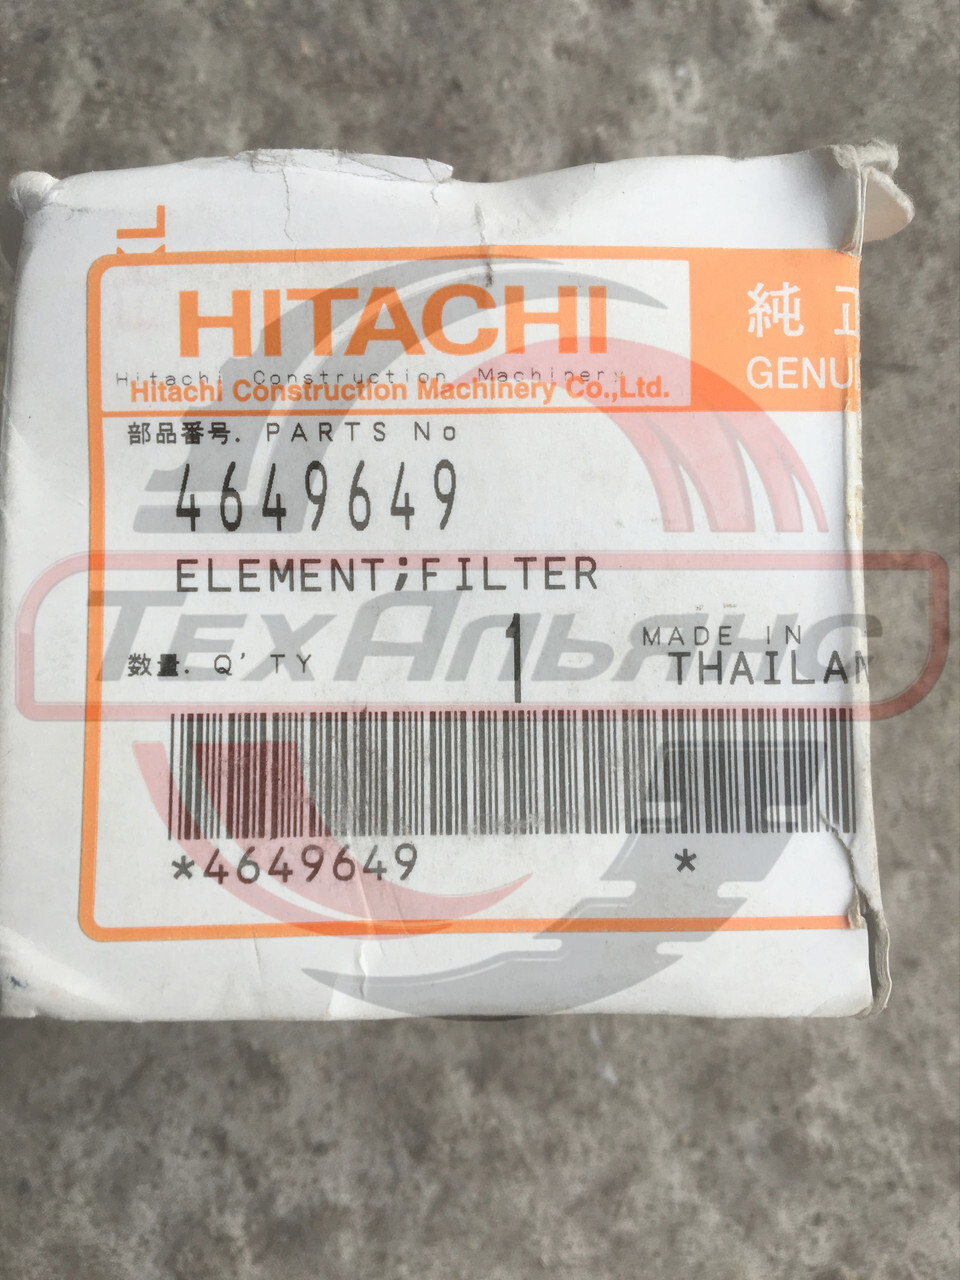 HITACHI
純正
GENU
Hitachi Construction Machinery
Hitachi Construction Machinery Co.,Ltd.
部品番号. PARTS No
4649649
ELEMENT;FILTER
ТехАльянс
数量. Q'TY 1 MADE IN
THAILAN
*4649649 *